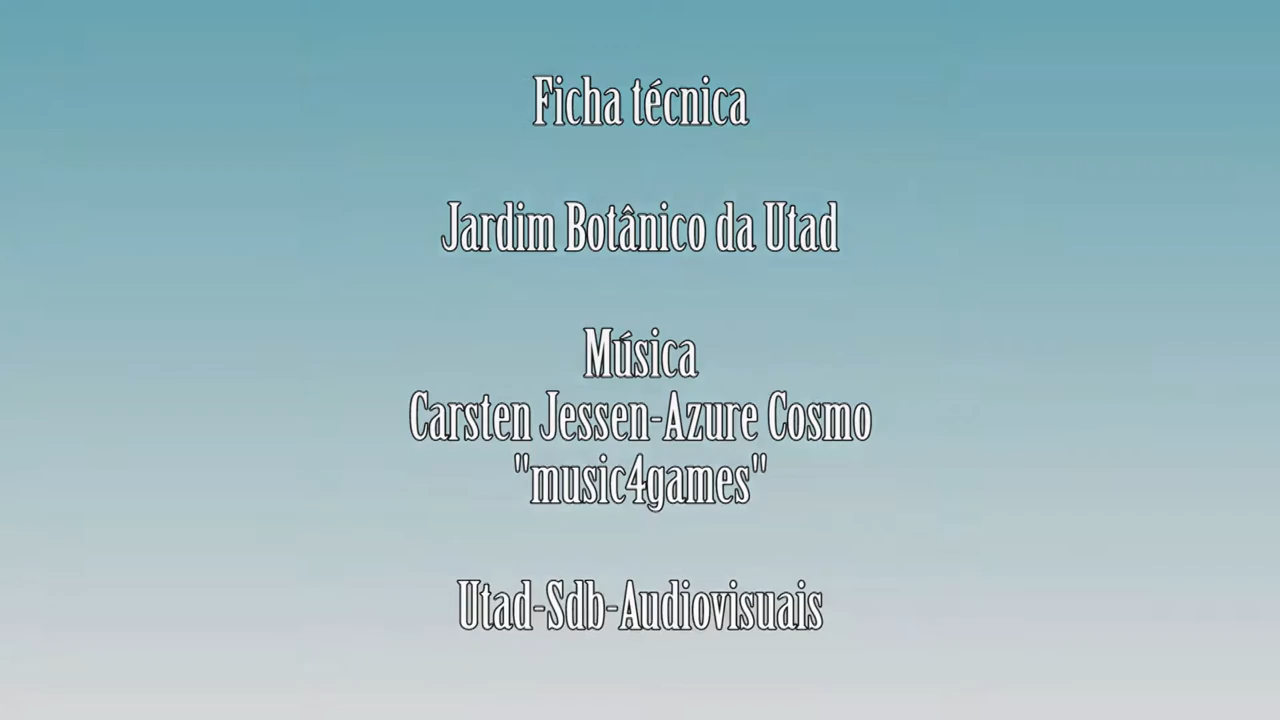 Ficha técnica
Jardim Botânico da Utad
Música
Carsten Jessen-Azure Cosmo
"music4games"
Utad-Sdb-Audiovisuais